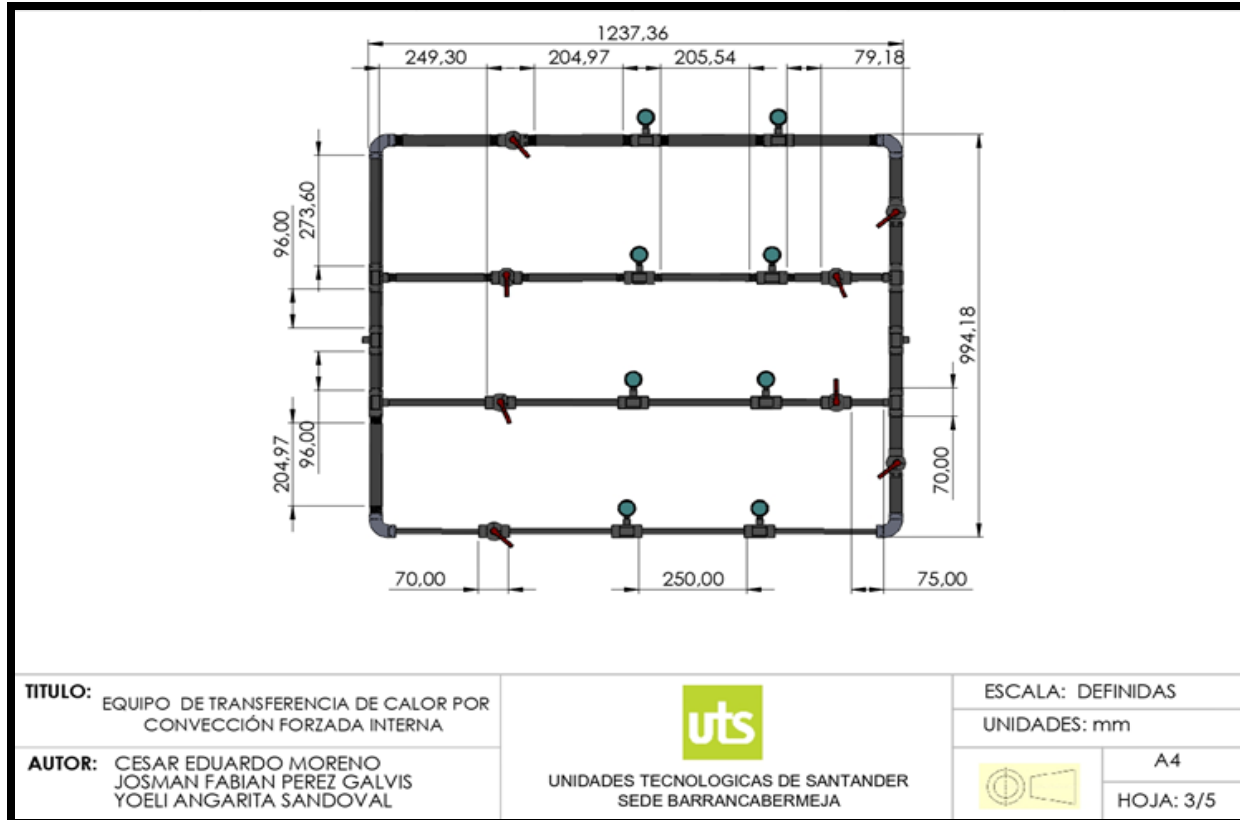 1237,36
249,30
204,97
205,54
79,18
273,60
96,00
994,18
96,00
204,97
70,00
70,00
250,00
75,00
TITULO: EQUIPO DE TRANSFERENCIA DE CALOR POR
CONVECCIÓN FORZADA INTERNA
AUTOR: CESAR EDUARDO MORENO
JOSMAN FABIAN PEREZ GALVIS
YOELI ANGARITA SANDOVAL
uts
UNIDADES TECNOLOGICAS DE SANTANDER
SEDE BARRANCABERMEJA
ESCALA: DEFINIDAS
UNIDADES: mm
A4
HOJA: 3/5